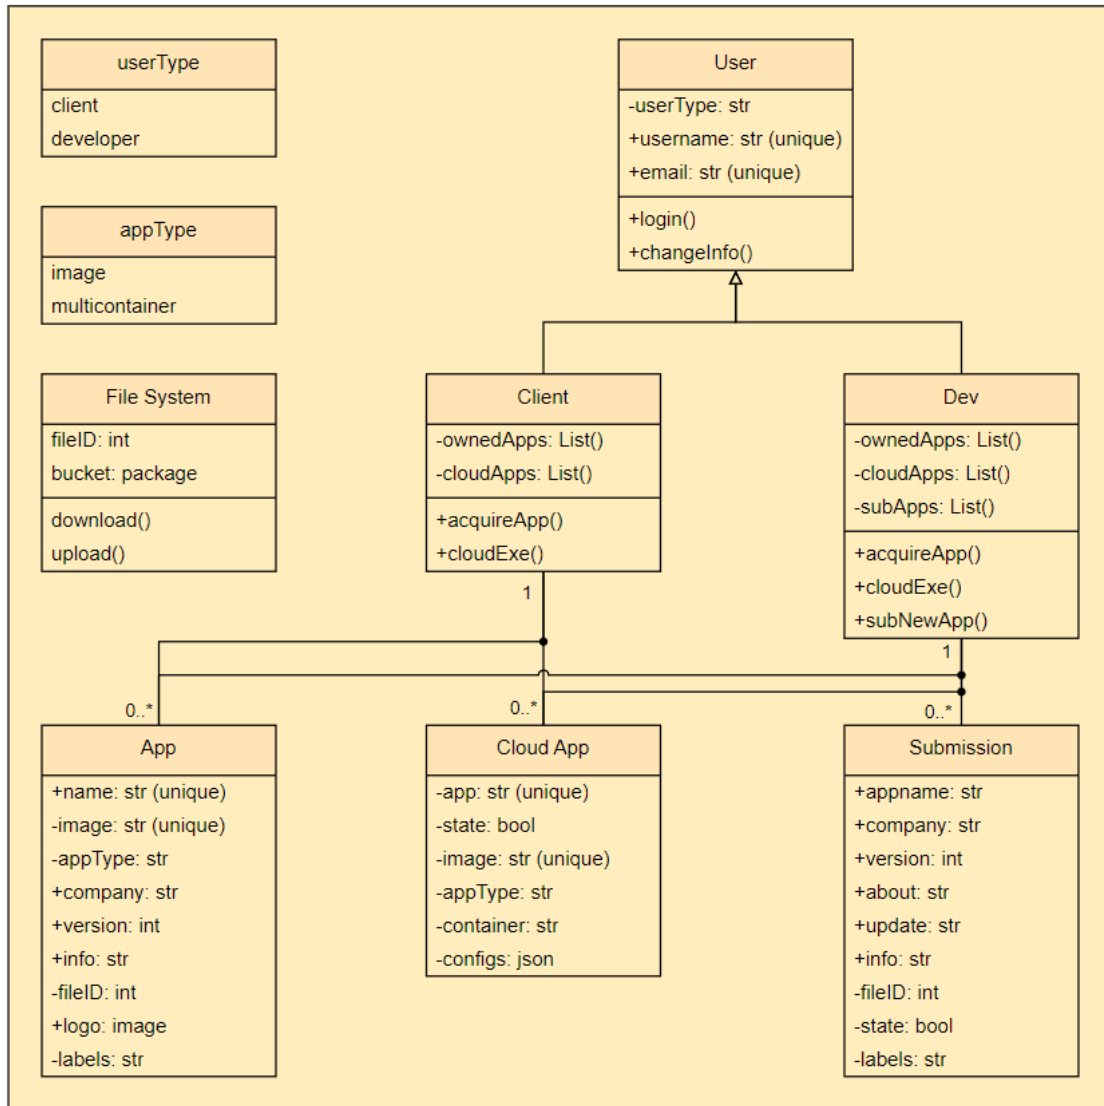 userType
client
developer
User
-userType: str
+username: str (unique)
+email: str (unique)
+login()
+changeInfo()
appType
image
multicontainer
File System
fileID: int
bucket: package
download()
upload()
Client
-ownedApps: List()
-cloudApps: List()
+acquireApp()
+cloudExe()
1
Dev
-ownedApps: List()
-cloudApps: List()
-subApps: List()
+acquireApp()
+cloudExe()
+subNewApp()
1
0..*
0..*
0..*
App
+name: str (unique)
-image: str (unique)
-appType: str
+company: str
+version: int
+info: str
-fileID: int
+logo: image
-labels: str
Cloud App
-app: str (unique)
-state: bool
-image: str (unique)
-appType: str
-container: str
-configs: json
Submission
+appname: str
+company: str
+version: int
+about: str
+update: str
+info: str
-fileID: int
-state: bool
-labels: str